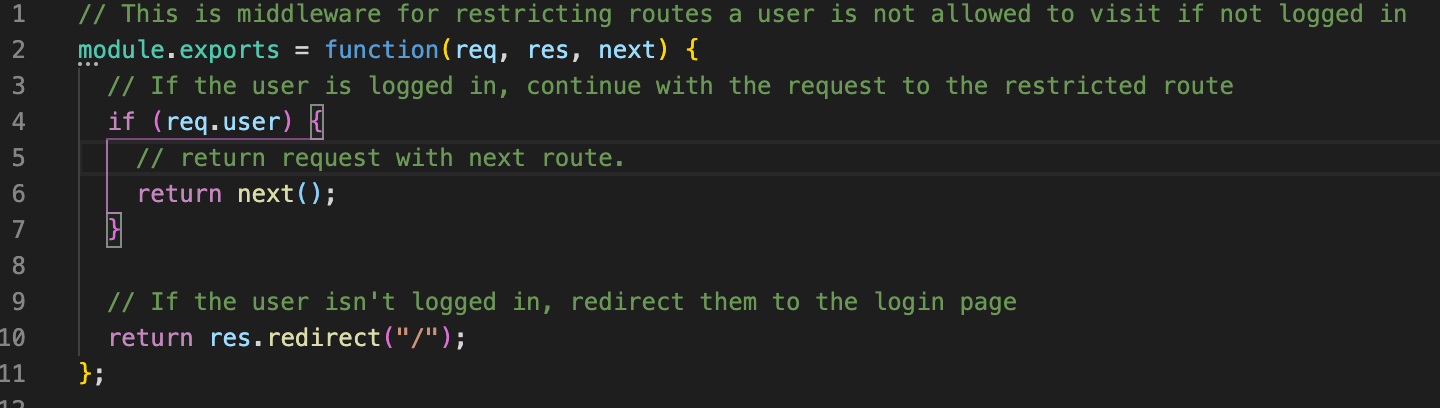 1 // This is middleware for restricting routes a user is not allowed to visit if not logged in
2 module.exports = function(req, res, next) {
3 // If the user is logged in, continue with the request to the restricted route
4 if (req.user) {
5 // return request with next route.
6 return next();
7 }
8
9 // If the user isn't logged in, redirect them to the login page
10 return res.redirect("/");
11 };
12